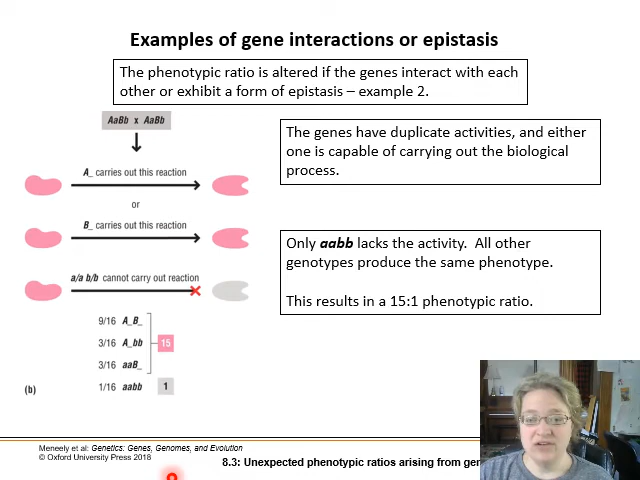 Examples of gene interactions or epistasis
The phenotypic ratio is altered if the genes interact with each
other or exhibit a form of epistasis – example 2.
AaBb x AaBb
A_ carries out this reaction
or
B_ carries out this reaction
a/a b/b cannot carry out reaction
9/16 A_B_
3/16 A_bb
15
3/16 aaB_
1/16 aabb
1
(b)
The genes have duplicate activities, and either
one is capable of carrying out the biological
process.
Only aabb lacks the activity. All other
genotypes produce the same phenotype.
This results in a 15:1 phenotypic ratio.
Meneely et al: Genetics: Genes, Genomes, and Evolution
© Oxford University Press 2018
8.3: Unexpected phenotypic ratios arising from gen